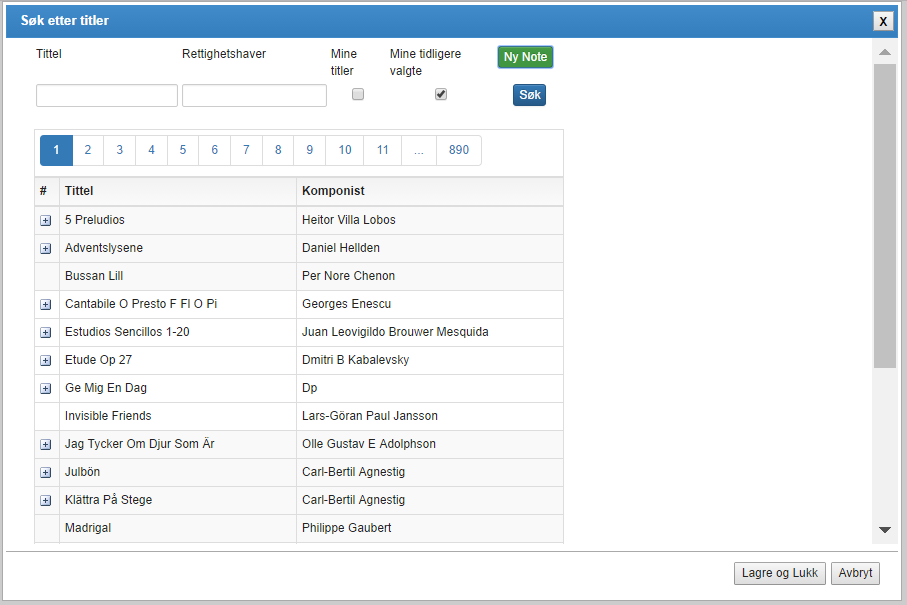 Søk etter titler
X
Tittel Rettighetshaver Mine titler Mine tidligere valgte Ny Note
Søk
1 2 3 4 5 6 7 8 9 10 11 ... 890
# Tittel Komponist
5 Preludios Heitor Villa Lobos
Adventslysene Daniel Hellden
Bussan Lill Per Nore Chenon
Cantabile O Presto F Fl O Pi Georges Enescu
Estudios Sencillos 1-20 Juan Leovigildo Brouwer Mesquida
Etude Op 27 Dmitri B Kabalevsky
Ge Mig En Dag Dp
Invisible Friends Lars-Göran Paul Jansson
Jag Tycker Om Djur Som Är Olle Gustav E Adolphson
Julbön Carl-Bertil Agnestig
Klättra På Stege Carl-Bertil Agnestig
Madrigal Philippe Gaubert
Lagre og Lukk Avbryt